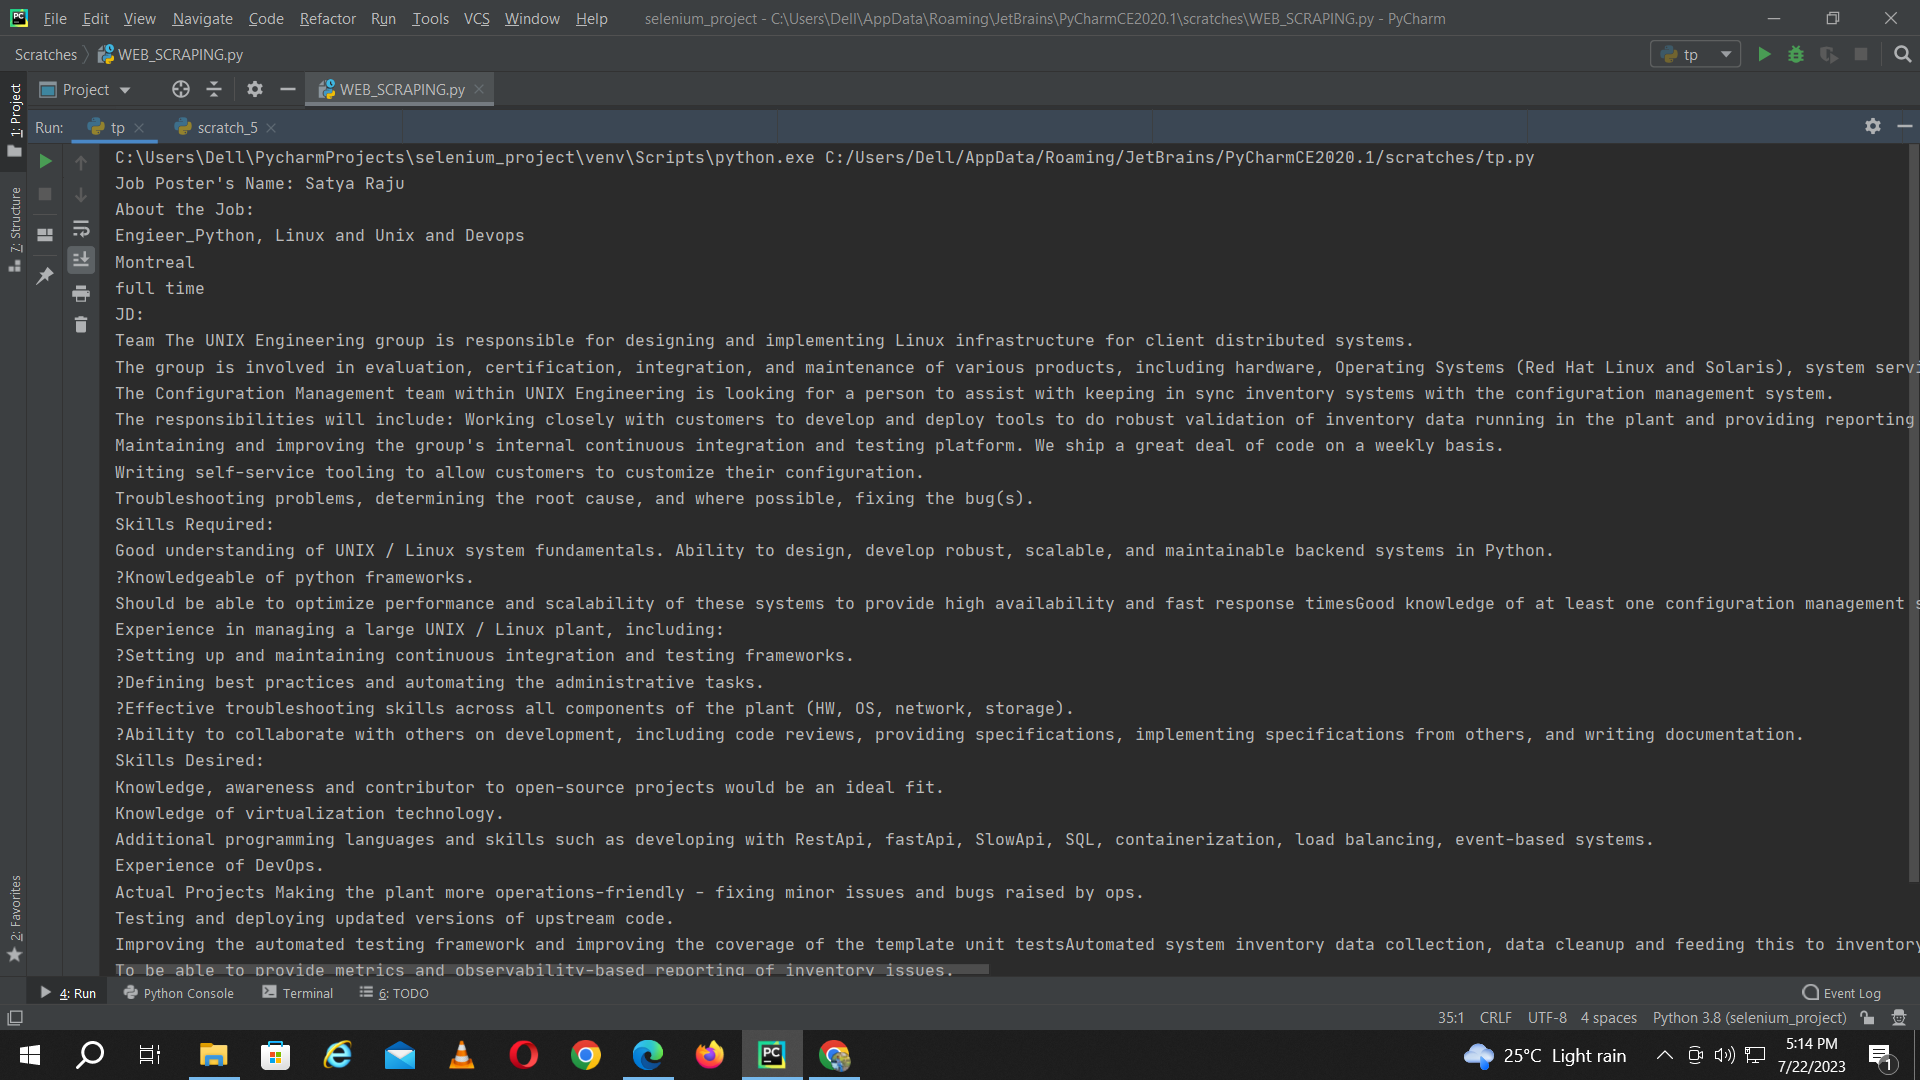 File Edit View Navigate Code Refactor Run Tools VCS Window Help selenium_project - C:\Users\Dell\AppData\Roaming\JetBrains\PyCharmCE2020.1\scratches\WEB_SCRAPING.py - PyCharm
Scratches WEB_SCRAPING.py tp
Project WEB_SCRAPING.py
1: Project
Run: tp scratch_5
C:\Users\Dell\PycharmProjects\selenium_project\venv\Scripts\python.exe C:/Users/Dell/AppData/Roaming/JetBrains/PyCharmCE2020.1/scratches/tp.py
Job Poster's Name: Satya Raju
About the Job:
Engieer_Python, Linux and Unix and Devops
7: Structure
Montreal
full time
JD:
Team The UNIX Engineering group is responsible for designing and implementing Linux infrastructure for client distributed systems.
The group is involved in evaluation, certification, integration, and maintenance of various products, including hardware, Operating Systems (Red Hat Linux and Solaris), system servi
The Configuration Management team within UNIX Engineering is looking for a person to assist with keeping in sync inventory systems with the configuration management system.
The responsibilities will include: Working closely with customers to develop and deploy tools to do robust validation of inventory data running in the plant and providing reporting
Maintaining and improving the group's internal continuous integration and testing platform. We ship a great deal of code on a weekly basis.
Writing self-service tooling to allow customers to customize their configuration.
Troubleshooting problems, determining the root cause, and where possible, fixing the bug(s).
Skills Required:
Good understanding of UNIX / Linux system fundamentals. Ability to design, develop robust, scalable, and maintainable backend systems in Python.
?Knowledgeable of python frameworks.
Should be able to optimize performance and scalability of these systems to provide high availability and fast response timesGood knowledge of at least one configuration management s
Experience in managing a large UNIX / Linux plant, including:
?Setting up and maintaining continuous integration and testing frameworks.
?Defining best practices and automating the administrative tasks.
?Effective troubleshooting skills across all components of the plant (HW, OS, network, storage).
?Ability to collaborate with others on development, including code reviews, providing specifications, implementing specifications from others, and writing documentation.
Skills Desired:
Knowledge, awareness and contributor to open-source projects would be an ideal fit.
Knowledge of virtualization technology.
Additional programming languages and skills such as developing with RestApi, fastApi, SlowApi, SQL, containerization, load balancing, event-based systems.
Experience of DevOps.
Actual Projects Making the plant more operations-friendly - fixing minor issues and bugs raised by ops.
2: Favorites
Testing and deploying updated versions of upstream code.
Improving the automated testing framework and improving the coverage of the template unit testsAutomated system inventory data collection, data cleanup and feeding this to inventory
To be able to provide metrics and observability-based reporting of inventory issues.
4: Run Python Console Terminal 6: TODO Event Log
35:1 CRLF UTF-8 4 spaces Python 3.8 (selenium_project)
25°C Light rain 5:14 PM
7/22/2023 1